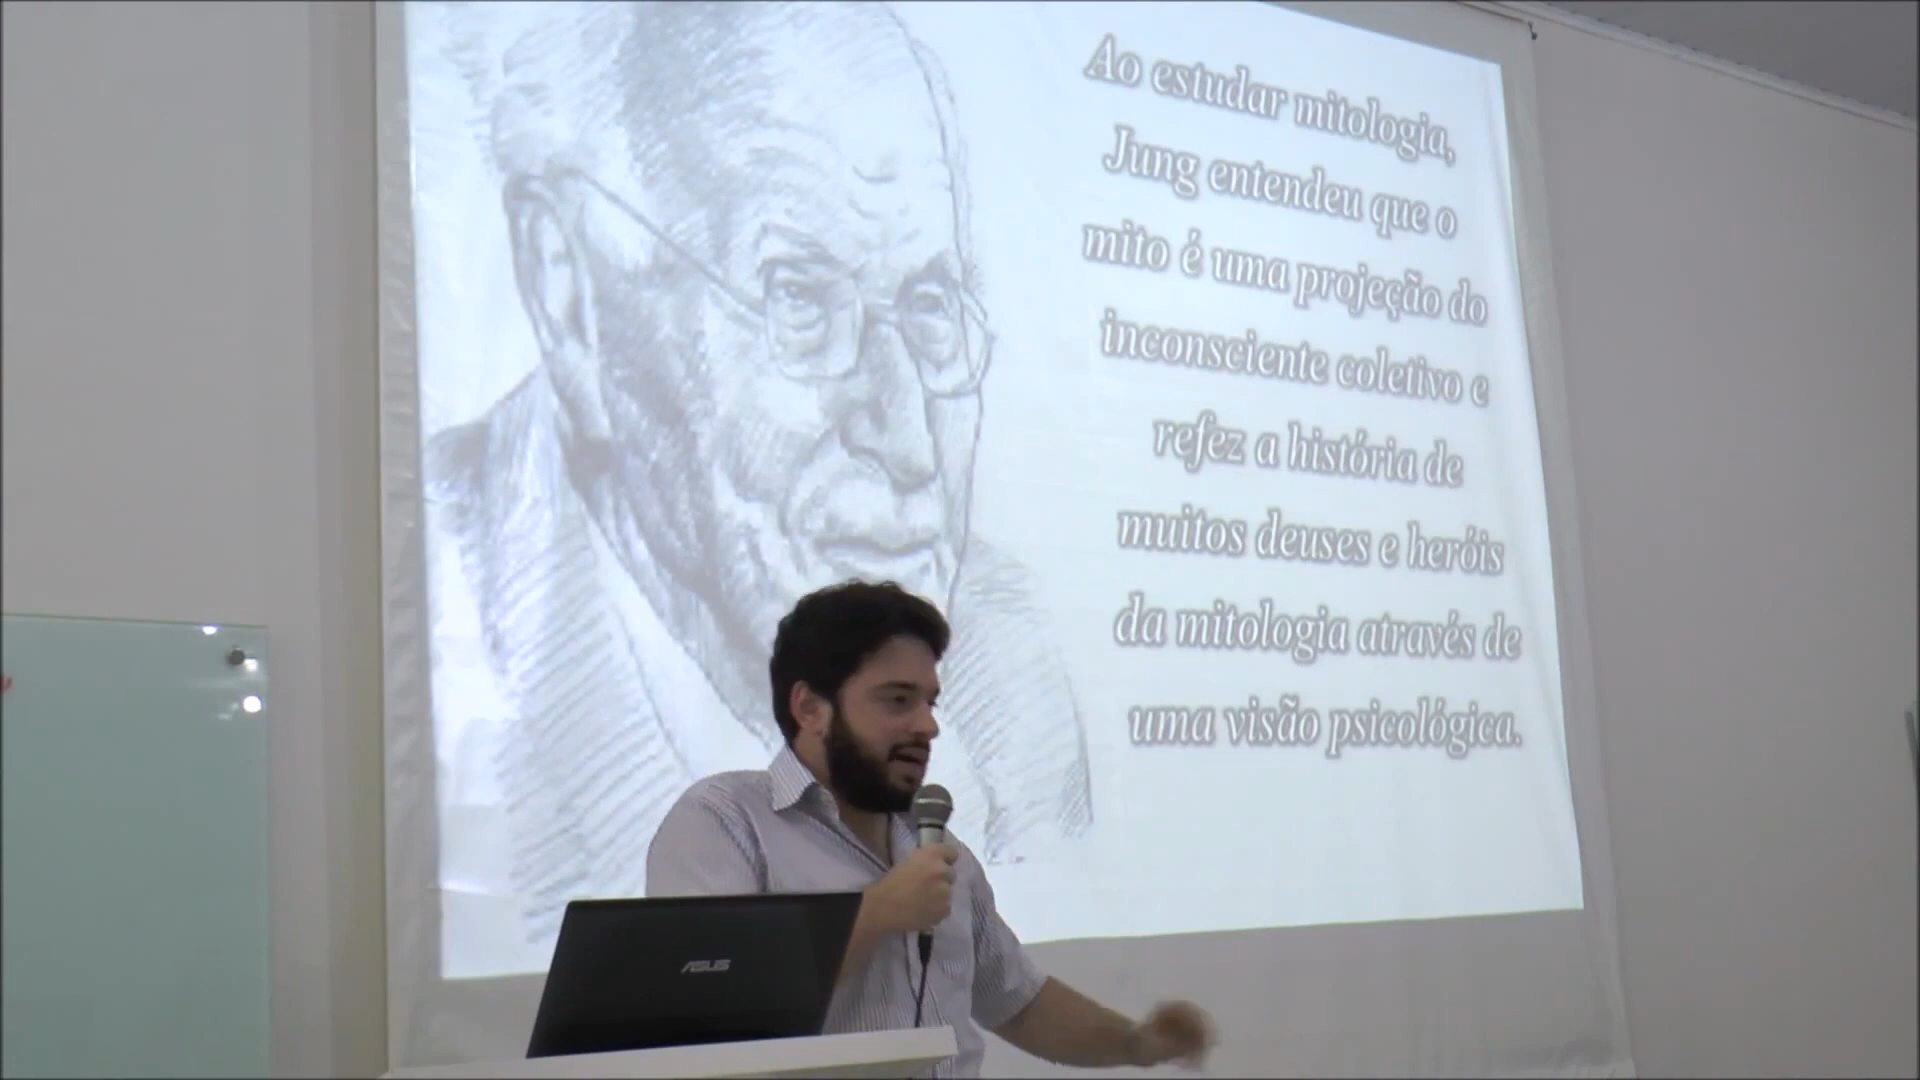 Ao estudar mitologia,
Jung entendeu que o
mito é uma projeção do
inconsciente coletivo e
refez a história de
muitos deuses e heróis
da mitologia através de
uma visão psicológica.
ASUS